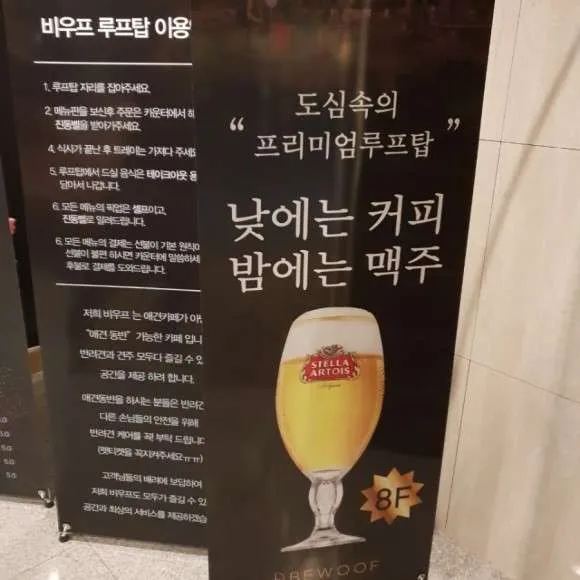 비우프 루프탑 이용
1. 루프탑 자리를 잡아주세요.
2. 메뉴판을 보신후 주문은 카운터에서 해
진동벨을 받아가주세요.
4. 식사가 끝난 후 트레이는 가져다 주세요
5. 루프탑에서 드실 음식은 테이크아웃 용
담아서 나갑니다.
6. 모든 메뉴의 픽업은 셀프이고,
진동벨로 알려드립니다.
6. 모든 메뉴의 결제는 선불이 기본 원칙이
선불이 불편 하시면 카운터에 말씀하세
후불로 결제를 도와드립니다.
저희 비우프 는 애견카페가 아
"애견 동반" 가능한 카페 입니
반려견과 견주 모두다 즐길 수 있
공간을 제공 하려 합니다.
애견동반을 하시는 분들은 반려견
다른 손님들의 안전을 위해
반려견 케어를 꼭! 부탁 드립니다
(펫티켓을 꼭지켜주세요ㅠㅠ)
고객님들의 배려에 보답하여
저희 비우프도 모두가 즐길 수 있
공간과 최상의 서비스를 제공하겠습
도심속의
“ 프리미엄루프탑 ”
낮에는 커피
밤에는 맥주
STELLA
ARTOIS
8F
DBEWOOF